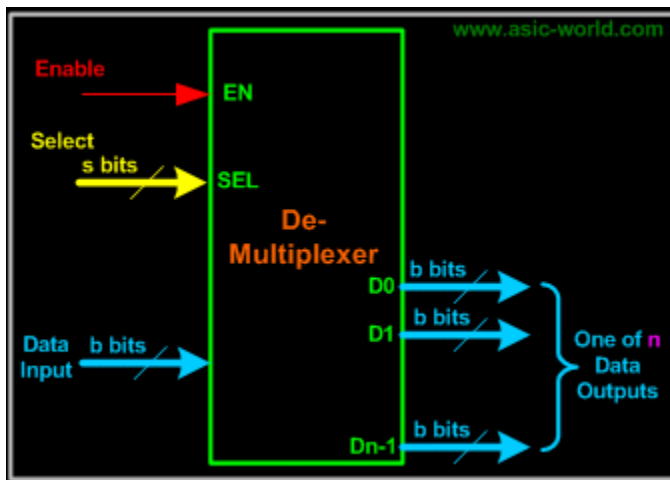 www.asic-world.com
Enable
EN
Select
s bits
SEL
De-
Multiplexer
D0
b bits
D1
b bits
Data
Input
b bits
One of n
Data
Outputs
Dn-1
b bits